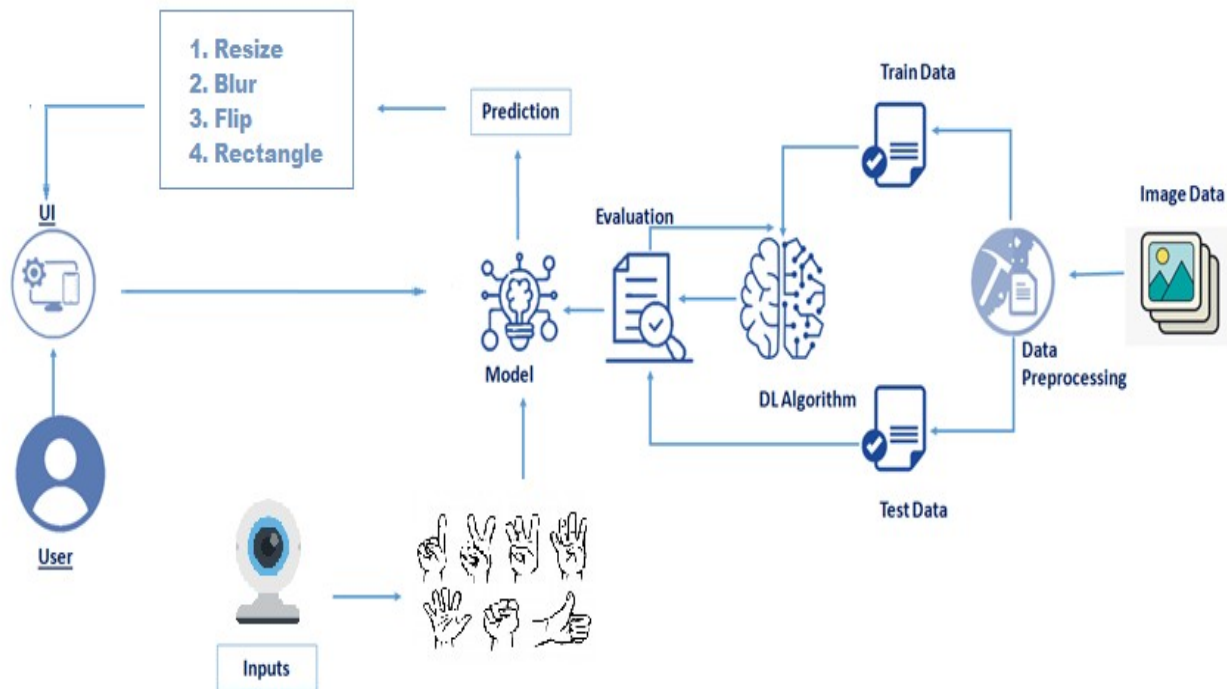 1. Resize
2. Blur
3. Flip
4. Rectangle
Prediction
Train Data
Image Data
UI
Evaluation
Model
DL Algorithm
Data
Preprocessing
Test Data
User
Inputs